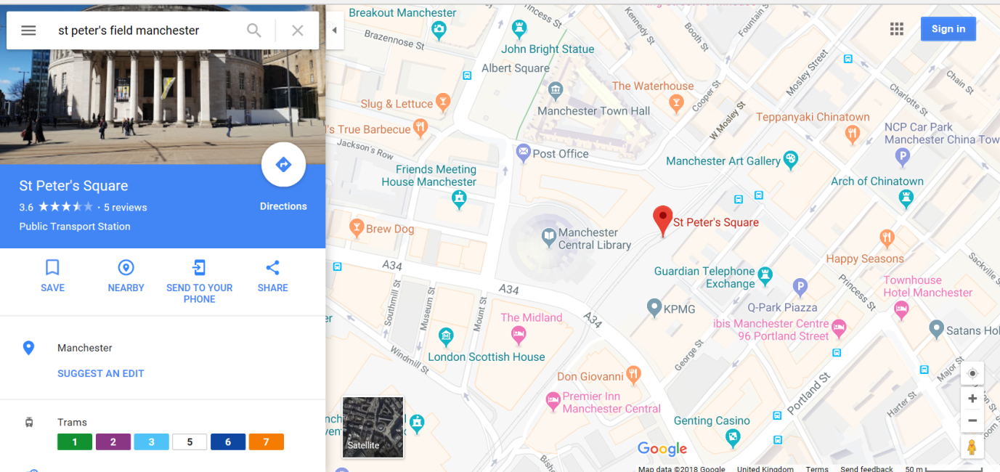 st peter's field manchester
Sign in
St Peter's Square
3.6 · 5 reviews
Public Transport Station
Directions
SAVE
NEARBY
SEND TO YOUR
PHONE
SHARE
Manchester
SUGGEST AN EDIT
Trams
1 2 3 5 6 7
Breakout Manchester
Brazennose St
John Bright Statue
Albert Square
Princess St
Kennedy St
Booth St
Fountain St
Mosley Street
Chain St
Charlotte St
Slug & Lettuce
The Waterhouse
Cooper St
W Mosley St
Manchester Town Hall
Teppanyaki Chinatown
NCP Car Park
Manchester China Tow
's True Barbecue
Jackson's Row
Post Office
Manchester Art Gallery
Friends Meeting
House Manchester
Arch of Chinatown
St Peter's Square
Brew Dog
Manchester
Central Library
Happy Seasons
Sackville S
A34
Guardian Telephone
Exchange
Princess St
Townhouse
Hotel Manchester
A34
Q-Park Piazza
KPMG
A34
Southmill St
Museum St
Mount St
The Midland
ibis Manchester Centre
96 Portland Street
Satans Hol
er
London Scottish House
George St
Windmill St
Major St
Don Giovanni
Portland St
Premier Inn
Manchester Central
Harter St
Genting Casino
Satellite
Google
Map data ©2018 Google
United Kingdom
Terms
Send feedback
50 m